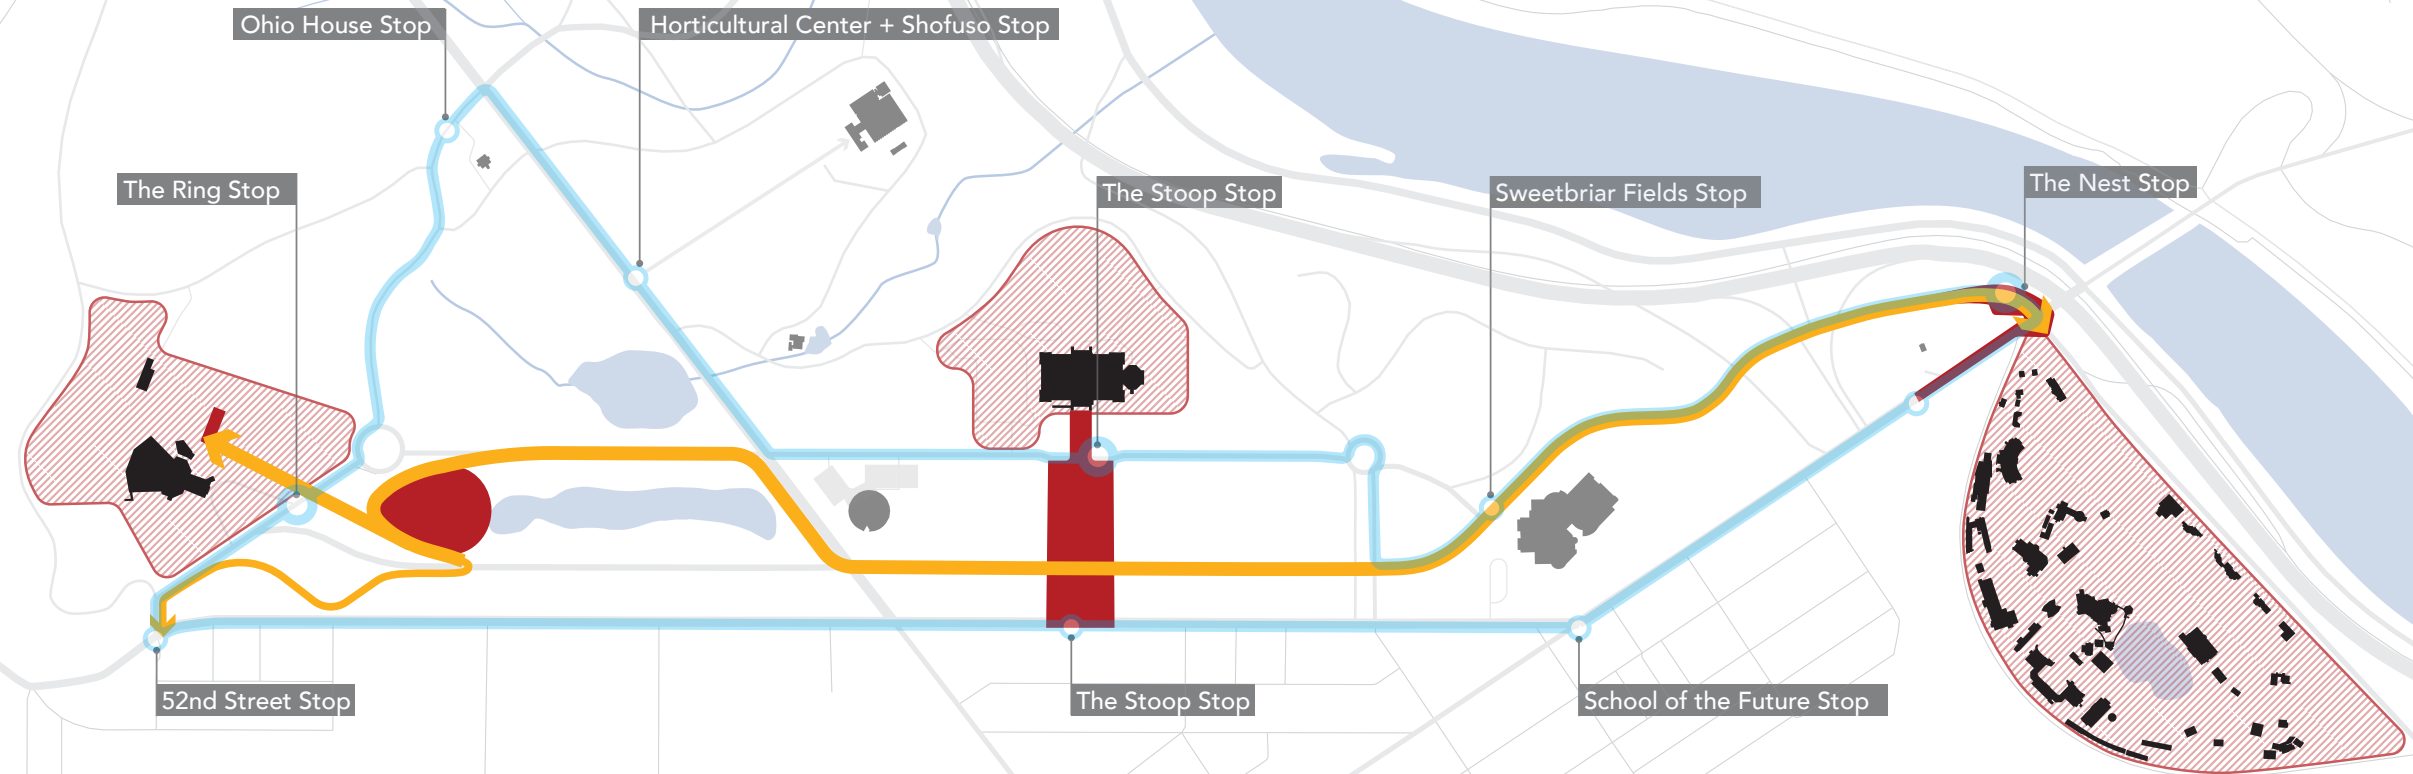 Ohio House Stop
Horticultural Center + Shofuso Stop
The Ring Stop
The Stoop Stop
Sweetbriar Fields Stop
The Nest Stop
52nd Street Stop
The Stoop Stop
School of the Future Stop